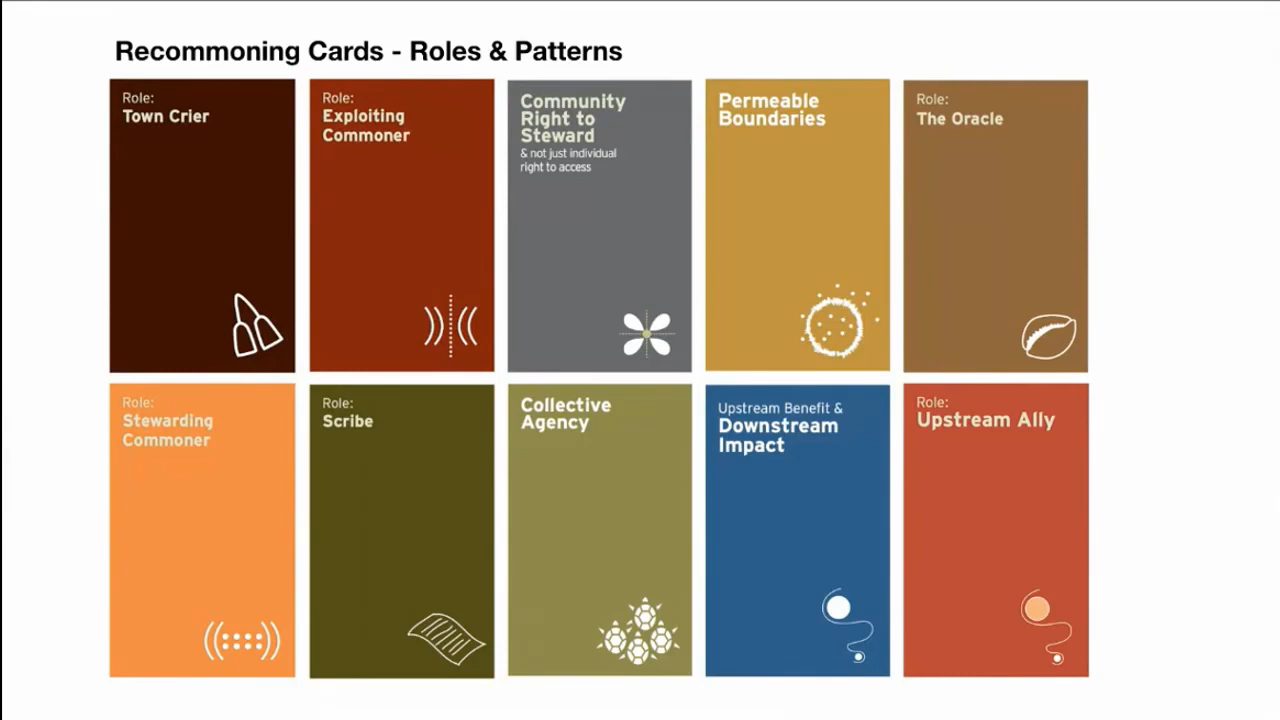 Recommoning Cards - Roles & Patterns
Role:
Town Crier
Role:
Exploiting
Commoner
Community
Right to
Steward
& not just individual
right to access
Permeable
Boundaries
Role:
The Oracle
Role:
Stewarding
Commoner
Role:
Scribe
Collective
Agency
Upstream Benefit &
Downstream
Impact
Role:
Upstream Ally